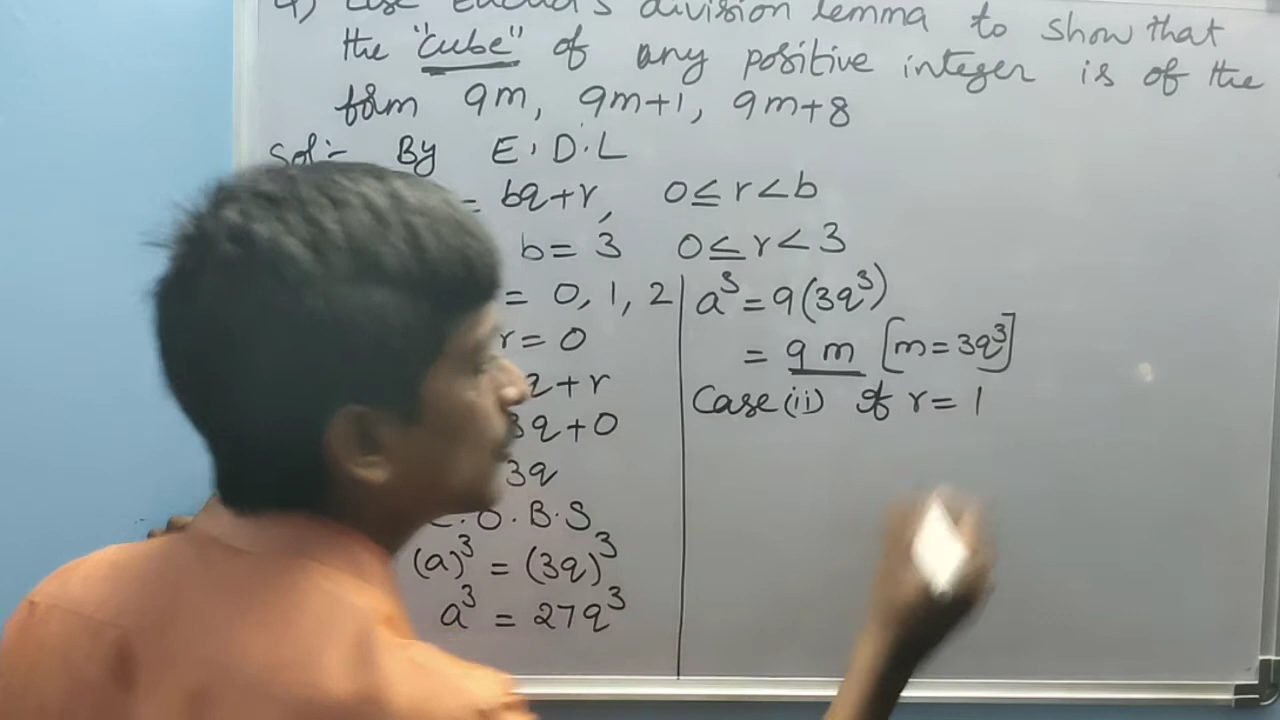 Use Euclid's division lemma to show that
the "cube" of any positive integer is of the
form 9m, 9m+1, 9m+8
Sol:- By E.D.L
= bq+r, 0≤r<b
b=3 0≤r<3
= 0, 1, 2
r=0
q+r
3q+0
3q
C.O.B.S
(a)³ = (3q)³
a³ = 27q³
a³=9(3q³)
= 9m [m=3q³]
Case(ii) If r=1